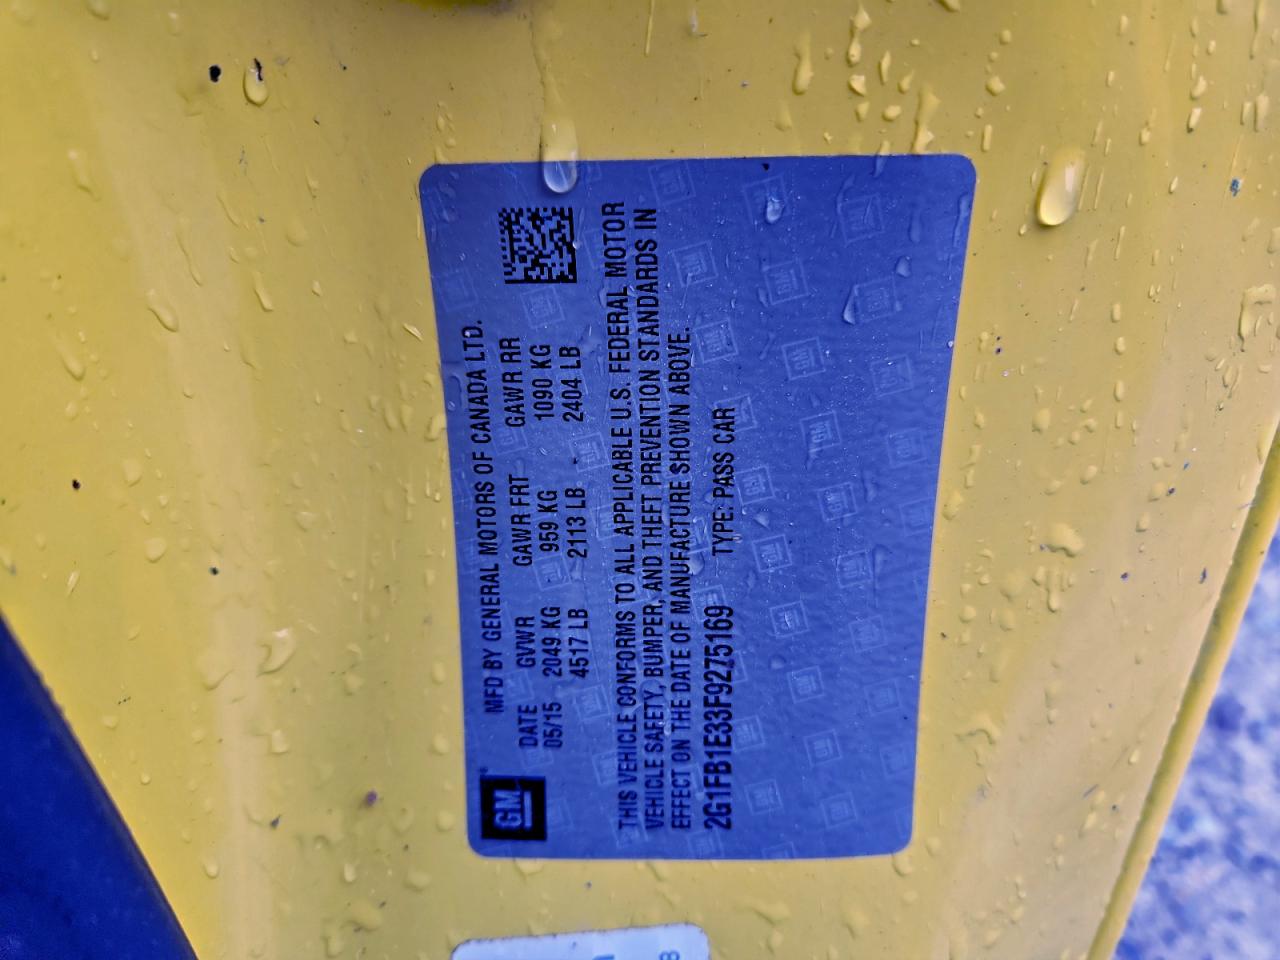 GM
MFD BY GENERAL MOTORS OF CANADA LTD.
DATE GVWR GAWR FRT GAWR RR
05/15 2049 KG 959 KG 1090 KG
4517 LB 2113 LB 2404 LB
THIS VEHICLE CONFORMS TO ALL APPLICABLE U.S. FEDERAL MOTOR
VEHICLE SAFETY, BUMPER, AND THEFT PREVENTION STANDARDS IN
EFFECT ON THE DATE OF MANUFACTURE SHOWN ABOVE.
2G1FB1E33F9275169 TYPE: PASS CAR